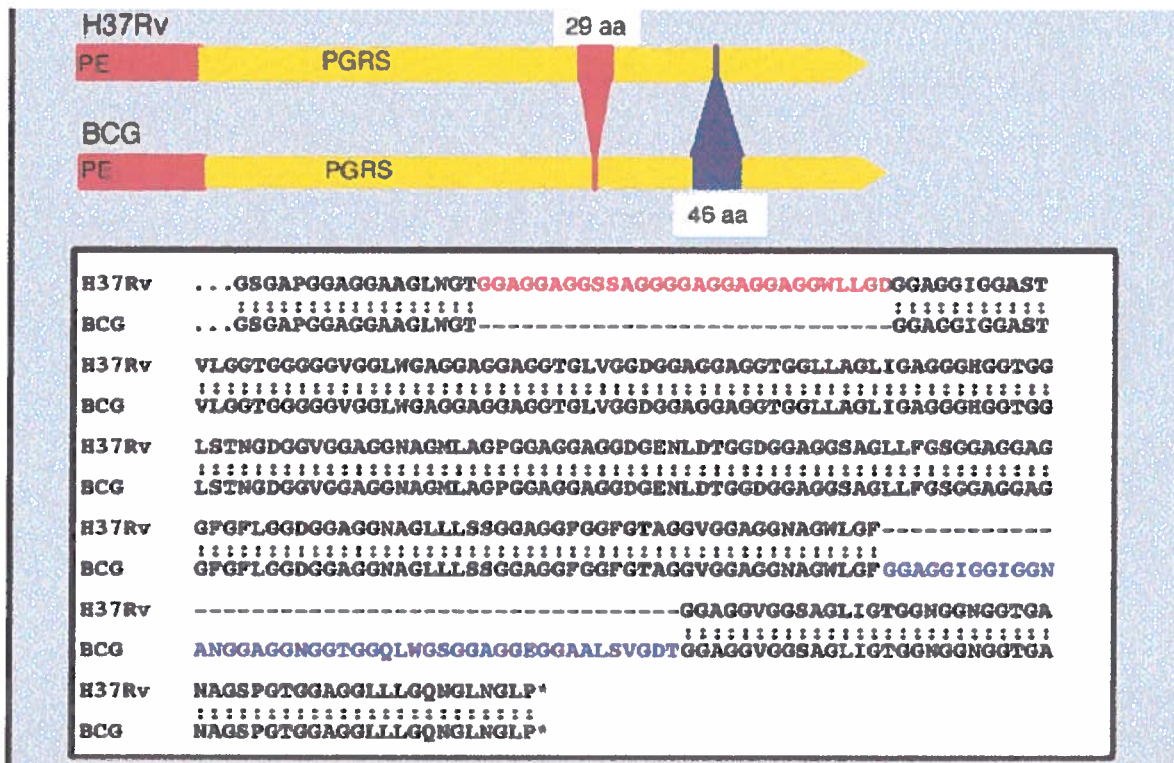 H37Rv
29 aa
PE PGRS
BCG
PE PGRS
46 aa
H37Rv ...GSGAPGGAGGAAGLWGTGGAGGAGGSSAGGGGAGGAGGAGGWLLGDGGAGGIGGAST
:::::::::::::::::: :::::::::::
BCG ...GSGAPGGAGGAAGLWGT-----------------------------GGAGGIGGAST
H37Rv VLGGTGGGGGVGGLWGAGGAGGAGGTGLVGGDGGAGGAGGTGGLLAGLIGAGGGHGGTGG
::::::::::::::::::::::::::::::::::::::::::::::::::::::::::::
BCG VLGGTGGGGGVGGLWGAGGAGGAGGTGLVGGDGGAGGAGGTGGLLAGLIGAGGGHGGTGG
H37Rv LSTNGDGGVGGAGGNAGMLAGPGGAGGAGGDGENLDTGGDGGAGGSAGLLFGSGGAGGAG
::::::::::::::::::::::::::::::::::::::::::::::::::::::::::::
BCG LSTNGDGGVGGAGGNAGMLAGPGGAGGAGGDGENLDTGGDGGAGGSAGLLFGSGGAGGAG
H37Rv GFGFLGGDGGAGGNAGLLLSSGGAGGFGGFGTAGGVGGAGGNAGWLGF------------
::::::::::::::::::::::::::::::::::::::::::::::::
BCG GFGFLGGDGGAGGNAGLLLSSGGAGGFGGFGTAGGVGGAGGNAGWLGFGGAGGIGGIGGN
H37Rv ----------------------------------GGAGGVGGSAGLIGTGGNGGNGGTGA
::::::::::::::::::::::::::
BCG ANGGAGGNGGTGGQLWGSGGAGGEGGAALSVGDTGGAGGVGGSAGLIGTGGNGGNGGTGA
H37Rv NAGSPGTGGAGGLLLGQNGLNGLP*
::::::::::::::::::::::::
BCG NAGSPGTGGAGGLLLGQNGLNGLP*